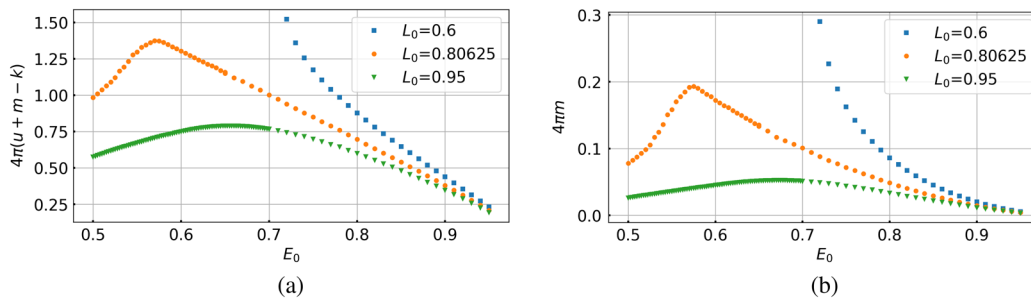 4π(u + m − k)
1.50
1.25
1.00
0.75
0.50
0.25
0.5 0.6 0.7 0.8 0.9
E₀
L₀=0.6
L₀=0.80625
L₀=0.95
(a)
4πm
0.3
0.2
0.1
0.0
0.5 0.6 0.7 0.8 0.9
E₀
L₀=0.6
L₀=0.80625
L₀=0.95
(b)